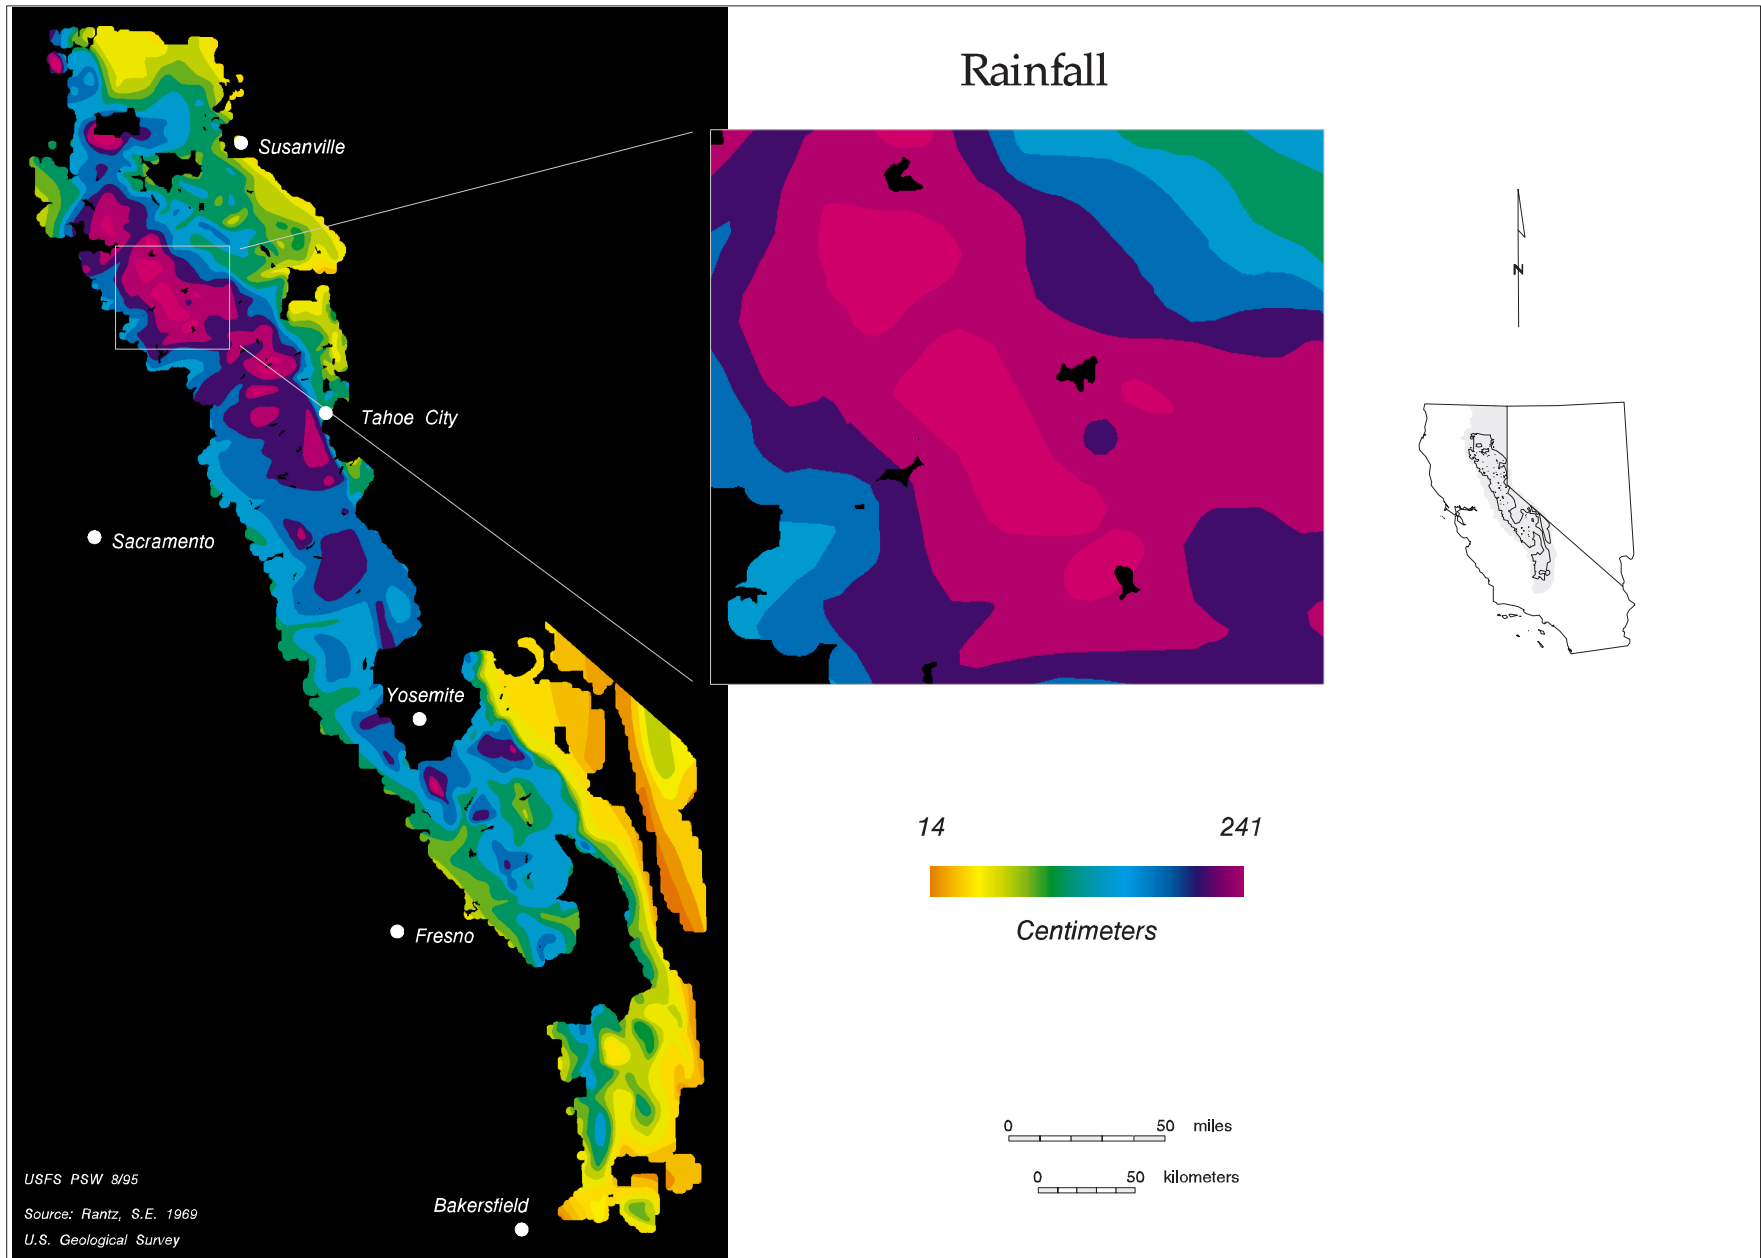 Rainfall
Susanville
N
Tahoe City
Sacramento
Yosemite
14 241
Centimeters
Fresno
0 50 miles
0 50 kilometers
USFS PSW 8/95
Bakersfield
Source: Rantz, S.E. 1969
U.S. Geological Survey